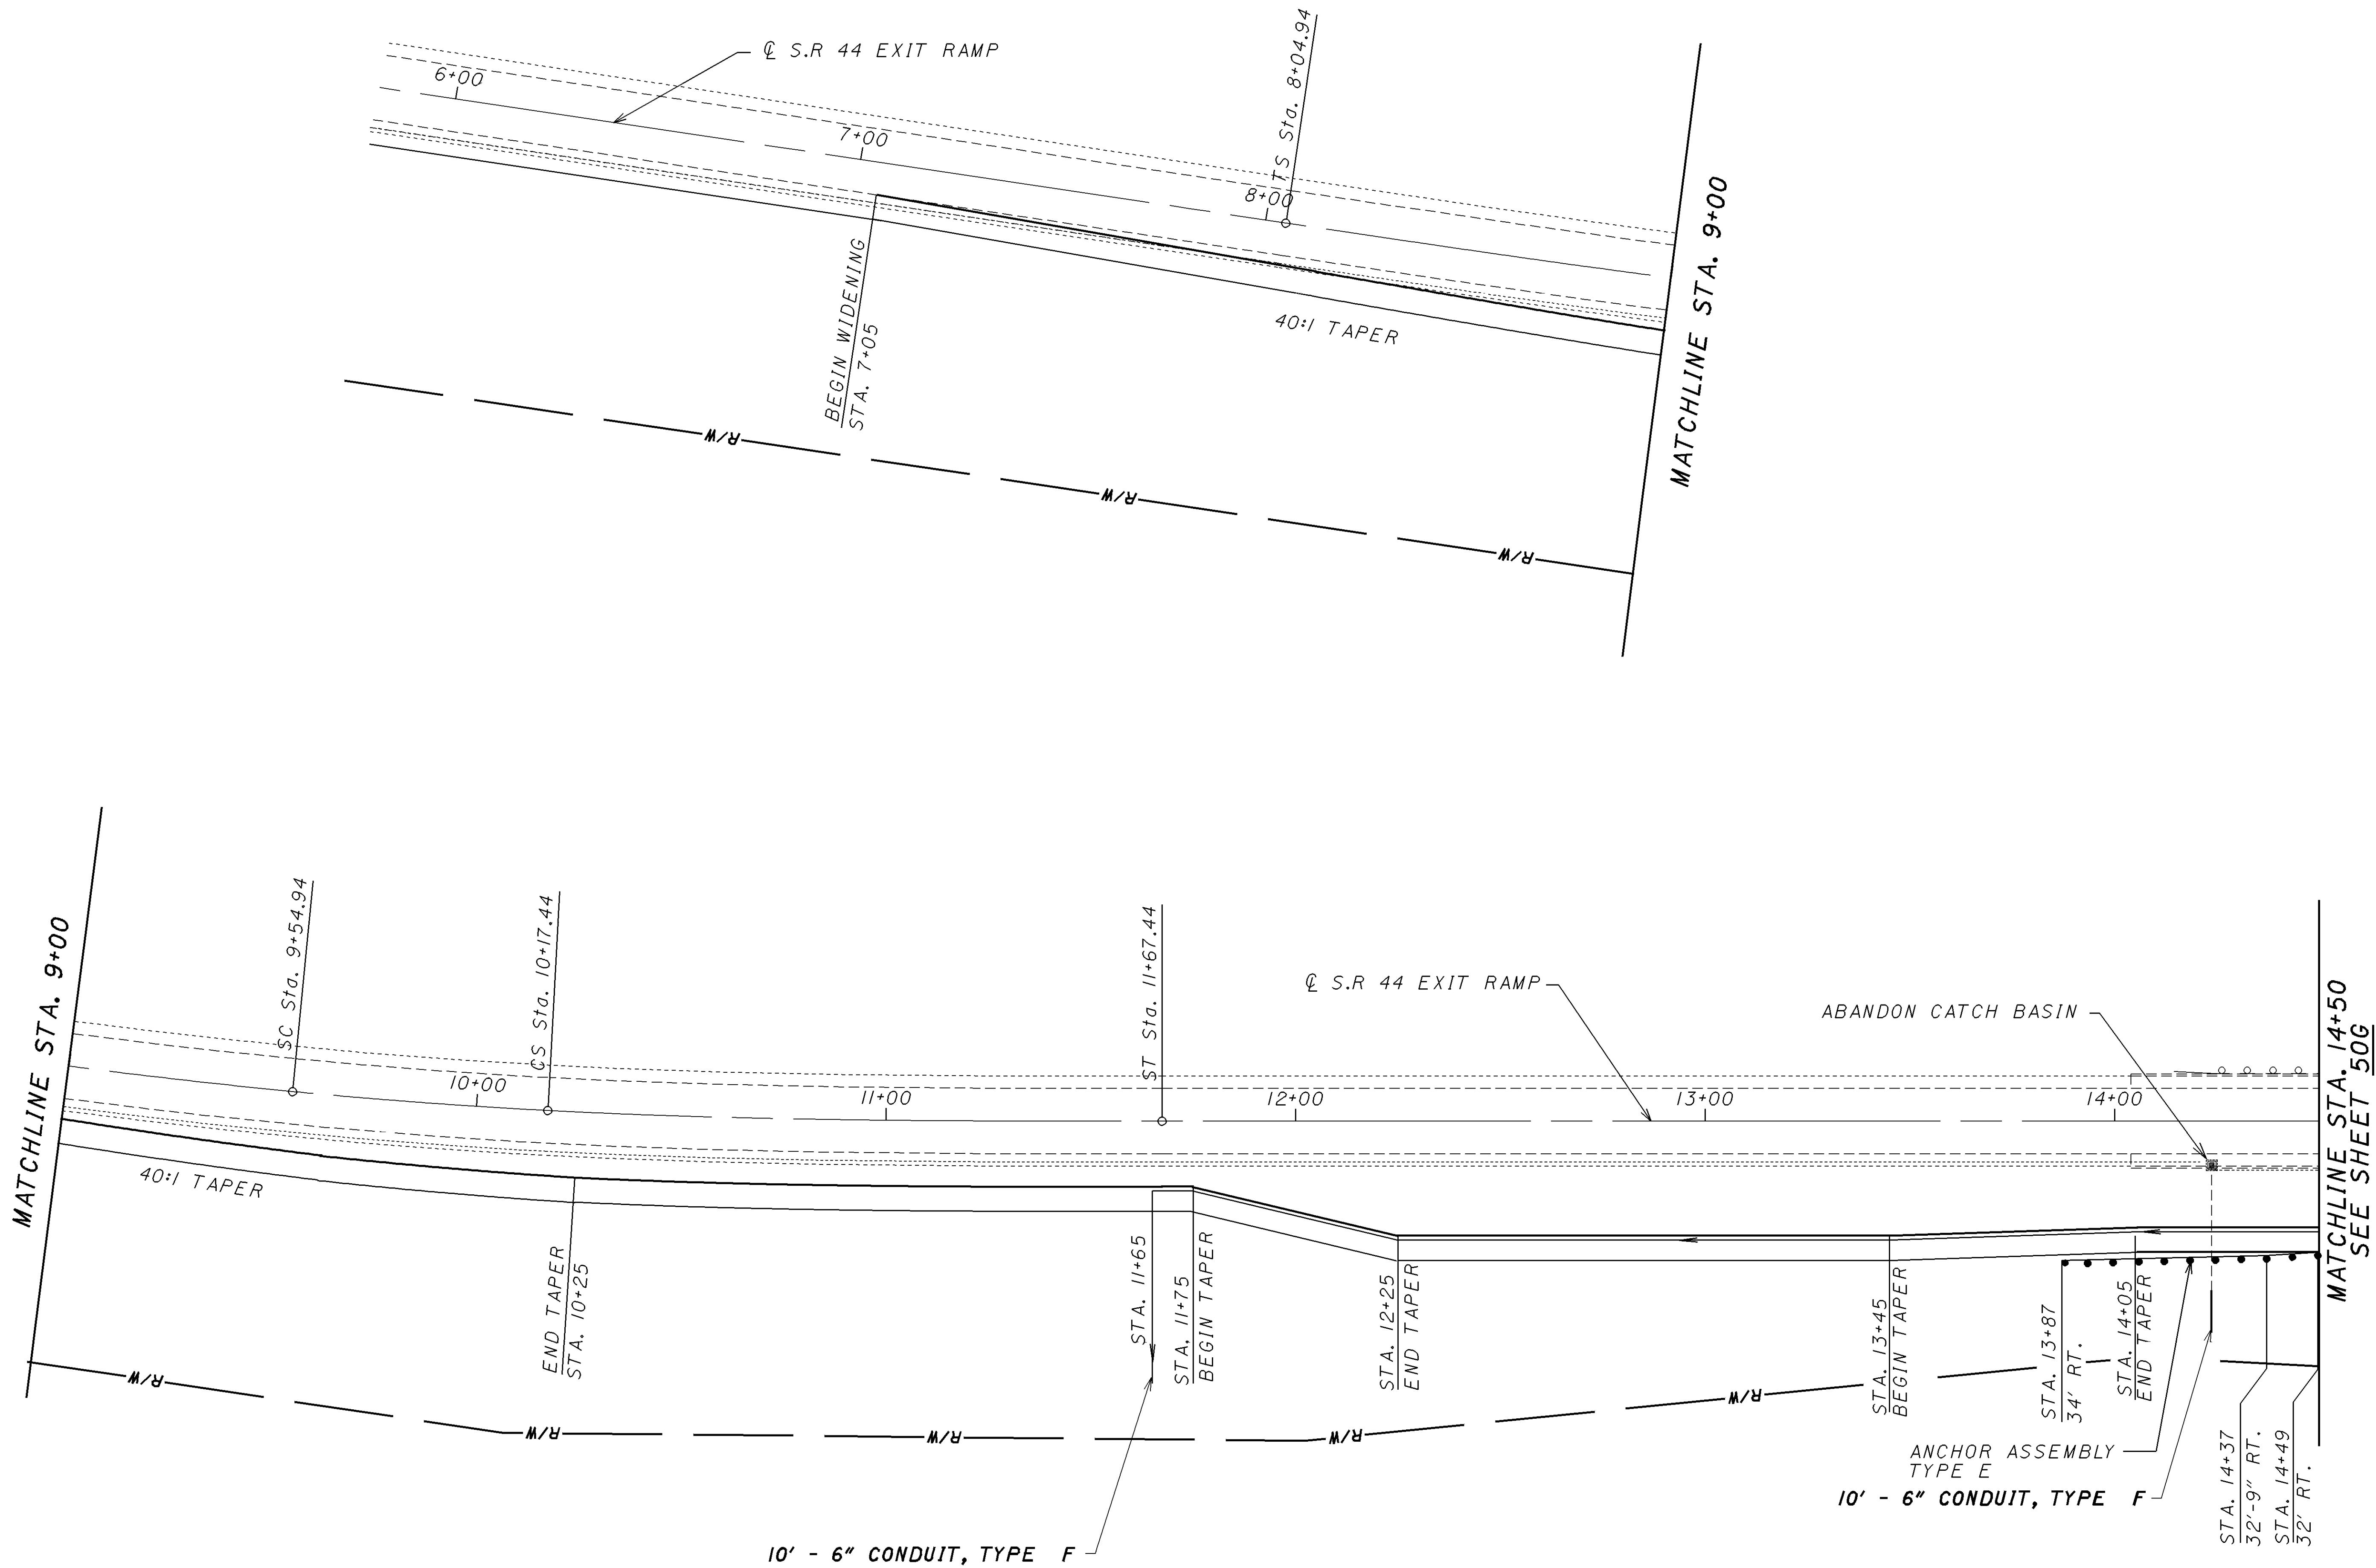 ℄ S.R 44 EXIT RAMP
6+00
7+00
8+00
TS Sta. 8+04.94
BEGIN WIDENING
STA. 7+05
40:1 TAPER
MATCHLINE STA. 9+00
R/W
R/W
R/W
MATCHLINE STA. 9+00
SC Sta. 9+54.94
CS Sta. 10+17.44
ST Sta. 11+67.44
℄ S.R 44 EXIT RAMP
ABANDON CATCH BASIN
10+00
11+00
12+00
13+00
14+00
MATCHLINE STA. 14+50
SEE SHEET 50G
40:1 TAPER
END TAPER
STA. 10+25
STA. 11+65
STA. 11+75
BEGIN TAPER
STA. 12+25
END TAPER
STA. 13+45
BEGIN TAPER
STA. 13+87
34' RT.
STA. 14+05
END TAPER
R/W
R/W
R/W
R/W
R/W
ANCHOR ASSEMBLY
TYPE E
10' - 6" CONDUIT, TYPE F
STA. 14+37
32'-9" RT.
STA. 14+49
32' RT.
10' - 6" CONDUIT, TYPE F